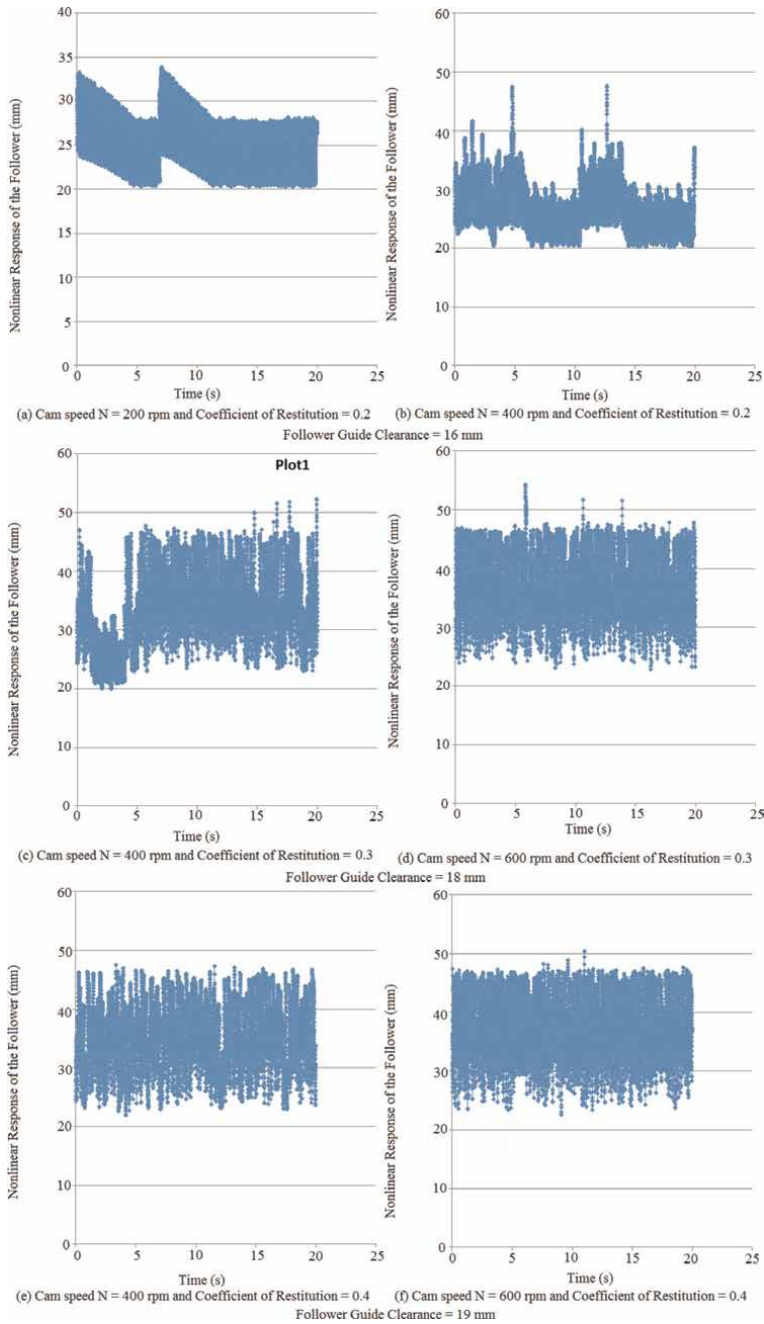 40
35
30
25
20
15
10
5
0
Nonlinear Response of the Follower (mm)
0 5 10 15 20 25
Time (s)
(a) Cam speed N = 200 rpm and Coefficient of Restitution = 0.2
60
50
40
30
20
10
0
Nonlinear Response of the Follower (mm)
0 5 10 15 20 25
Time (s)
(b) Cam speed N = 400 rpm and Coefficient of Restitution = 0.2
Follower Guide Clearance = 16 mm
Plot1
60
50
40
30
20
10
0
Nonlinear Response of the Follower (mm)
0 5 10 15 20 25
Time (s)
(c) Cam speed N = 400 rpm and Coefficient of Restitution = 0.3
60
50
40
30
20
10
0
Nonlinear Response of the Follower (mm)
0 5 10 15 20 25
Time (s)
(d) Cam speed N = 600 rpm and Coefficient of Restitution = 0.3
Follower Guide Clearance = 18 mm
60
50
40
30
20
10
0
Nonlinear Response of the Follower (mm)
0 5 10 15 20 25
Time (s)
(e) Cam speed N = 400 rpm and Coefficient of Restitution = 0.4
60
50
40
30
20
10
0
Nonlinear Response of the Follower (mm)
0 5 10 15 20 25
Time (s)
(f) Cam speed N = 600 rpm and Coefficient of Restitution = 0.4
Follower Guide Clearance = 19 mm